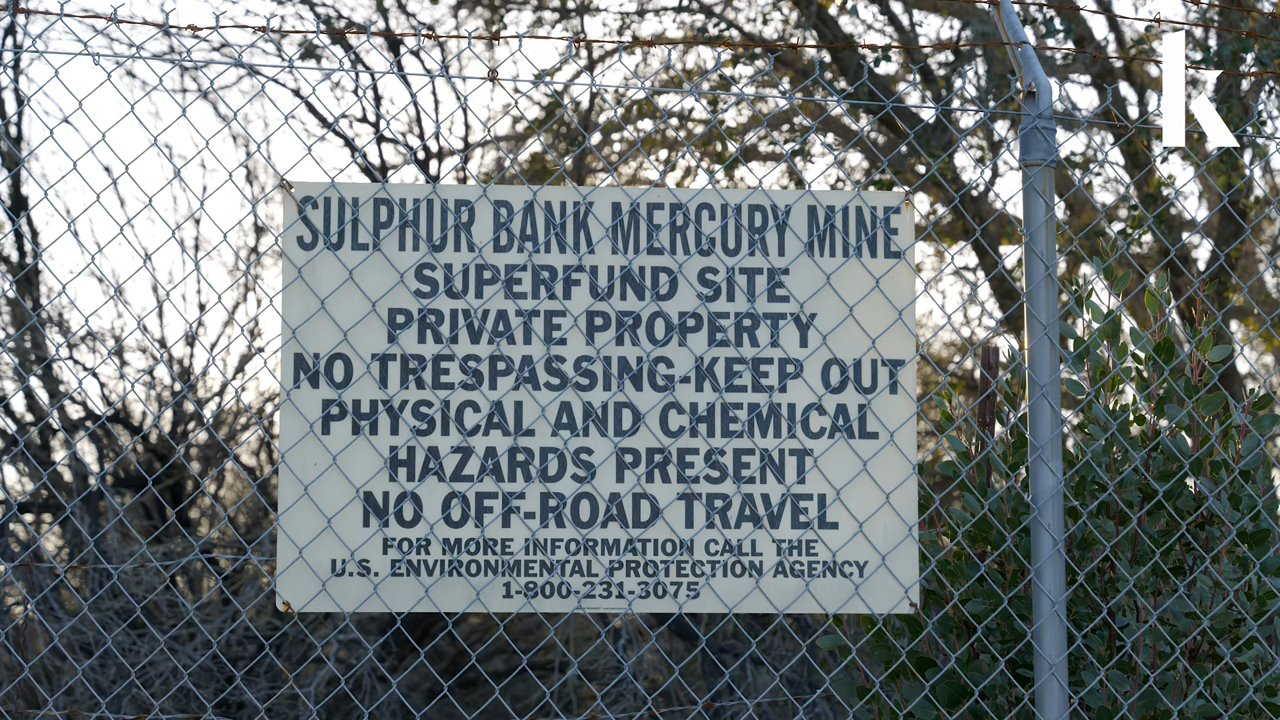 SULPHUR BANK MERCURY MINE
SUPERFUND SITE
PRIVATE PROPERTY
NO TRESPASSING-KEEP OUT
PHYSICAL AND CHEMICAL
HAZARDS PRESENT
NO OFF-ROAD TRAVEL
FOR MORE INFORMATION CALL THE
U.S. ENVIRONMENTAL PROTECTION AGENCY
1-800-231-3075